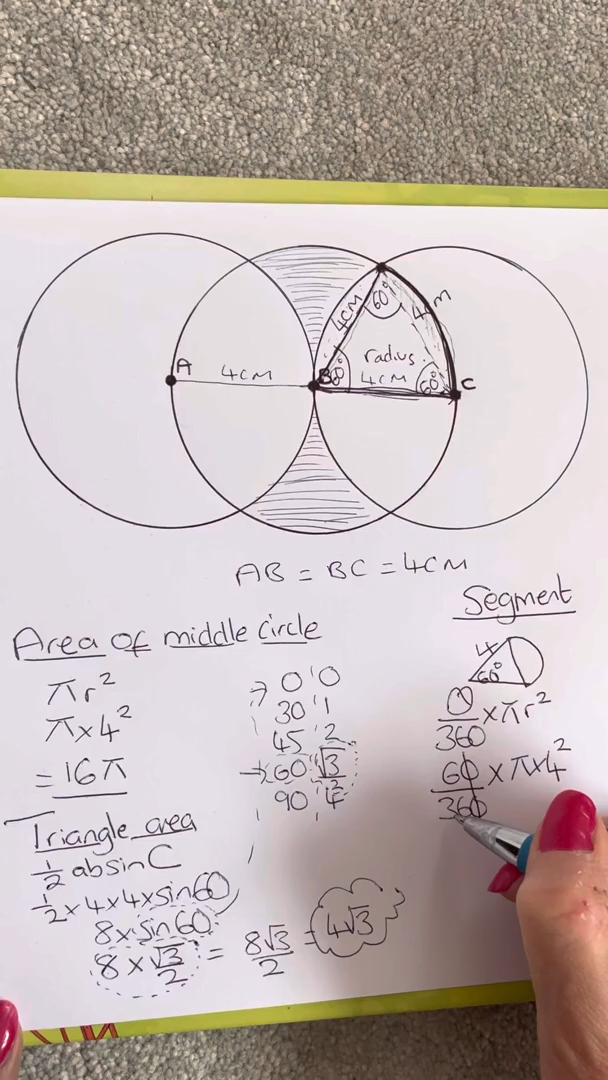 A 4cm B 4cm C
4cm 60° 4cm
radius
60° 60°
AB = BC = 4cm
Area of middle circle
πr²
π×4²
= 16π
0 0
30 1
45 2
→ 60 √3/2
90 4
Triangle area
½ absinC
½ × 4 × 4 × sin60
8 × sin60
8 × √3/2 = 8√3/2 = 4√3
Segment
4
60°
θ/360 × πr²
60/360 × π×4²